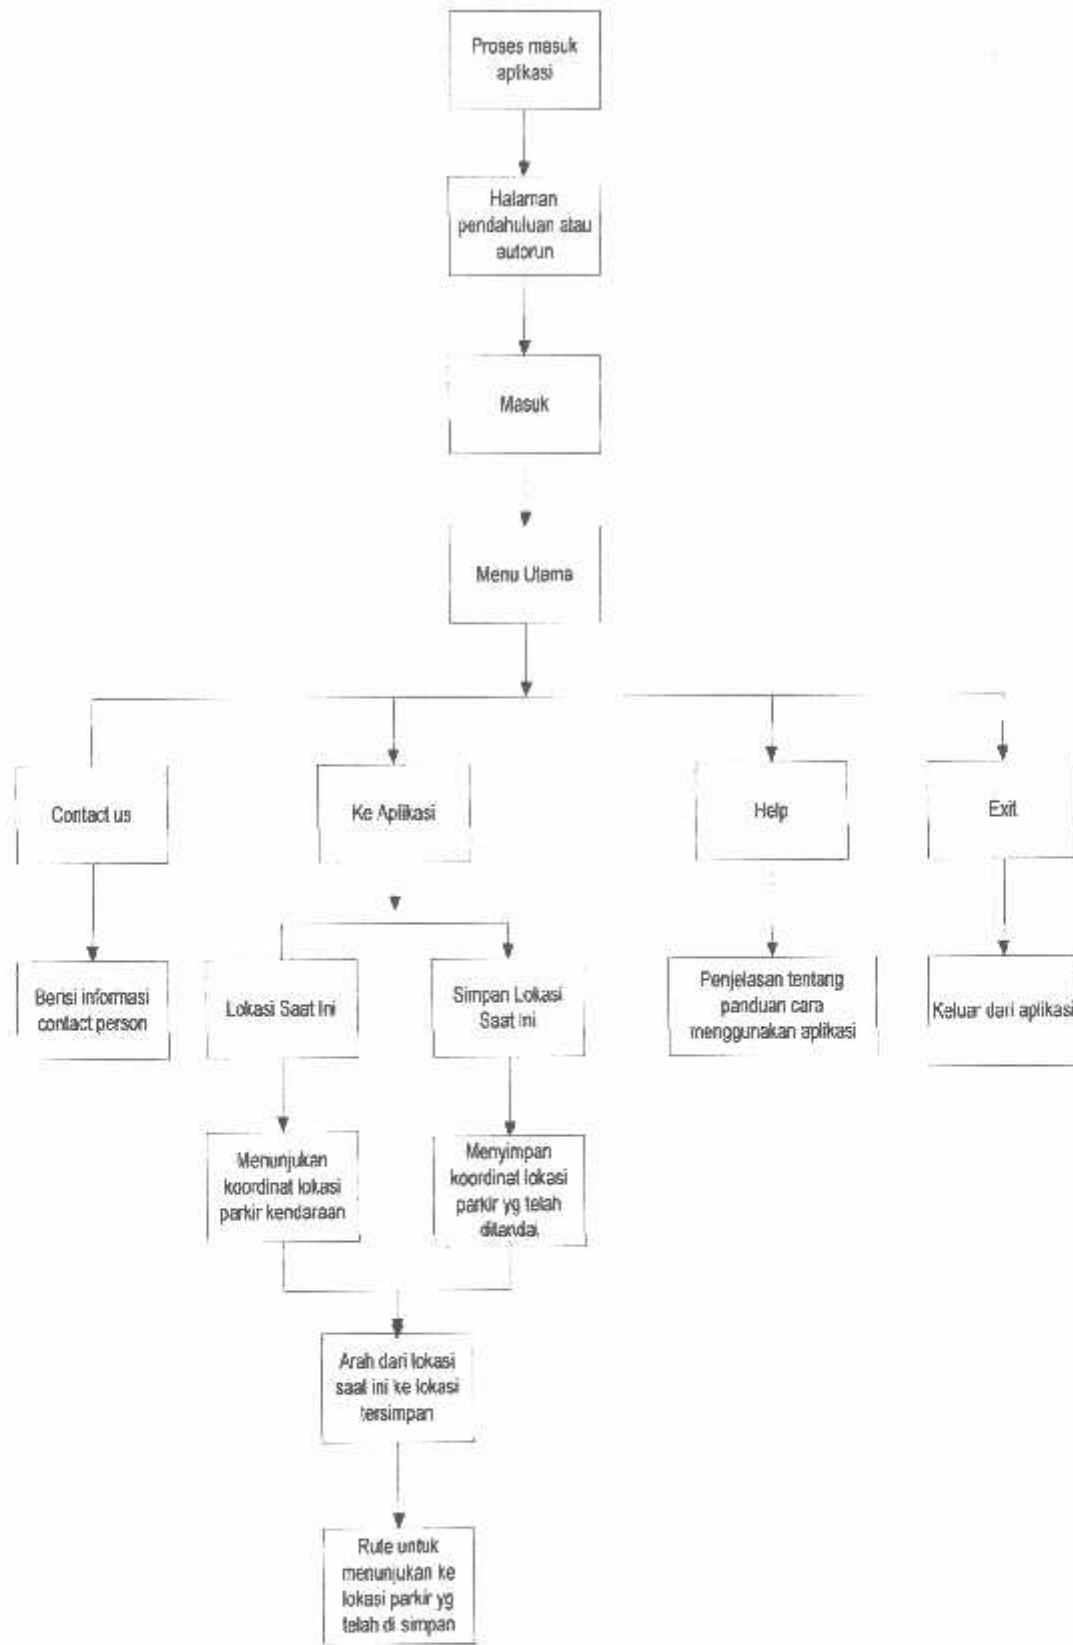 Proses masuk
aplikasi
Halaman
pendahuluan atau
autorun
Masuk
Menu Utama
Contact us
Ke Aplikasi
Help
Exit
Berisi informasi
contact person
Lokasi Saat Ini
Simpan Lokasi
Saat Ini
Penjelasan tentang
panduan cara
menggunakan aplikasi
Keluar dari aplikasi
Menunjukan
koordinat lokasi
parkir kendaraan
Menyimpan
koordinat lokasi
parkir yg telah
ditandai.
Arah dari lokasi
saat ini ke lokasi
tersimpan
Rute untuk
menunjukan ke
lokasi parkir yg
telah di simpan